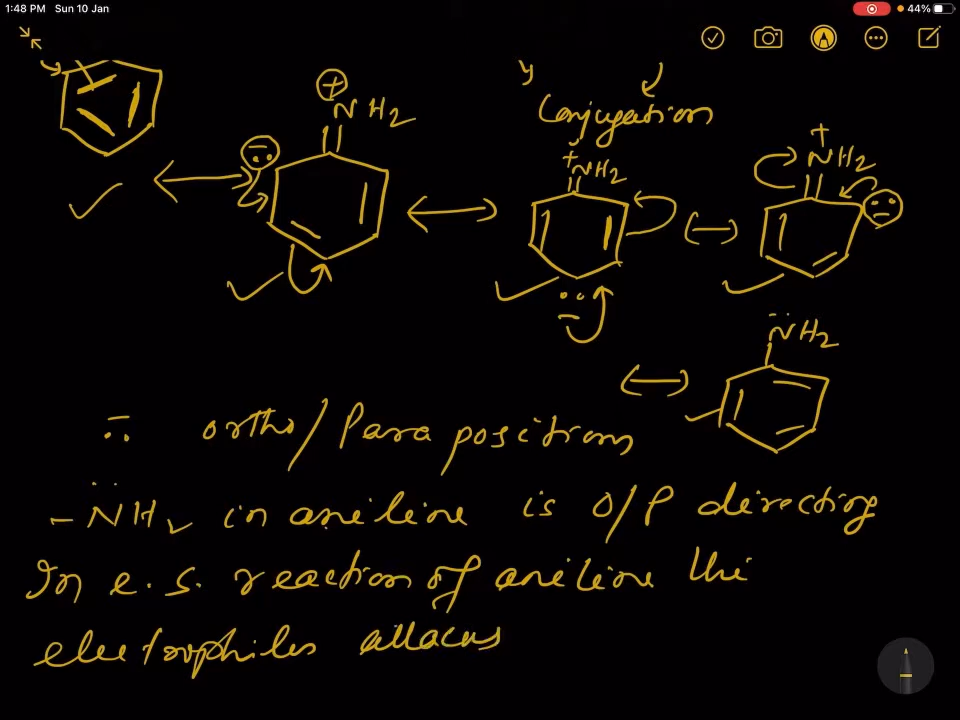 1:48 PM Sun 10 Jan
44%
Conjugation
+
NH2
+
NH2
+
NH2
NH2
∴ ortho/Para positions
-NH2 in aniline is O/P directing
In e.s. reaction of aniline the
electrophiles attacks